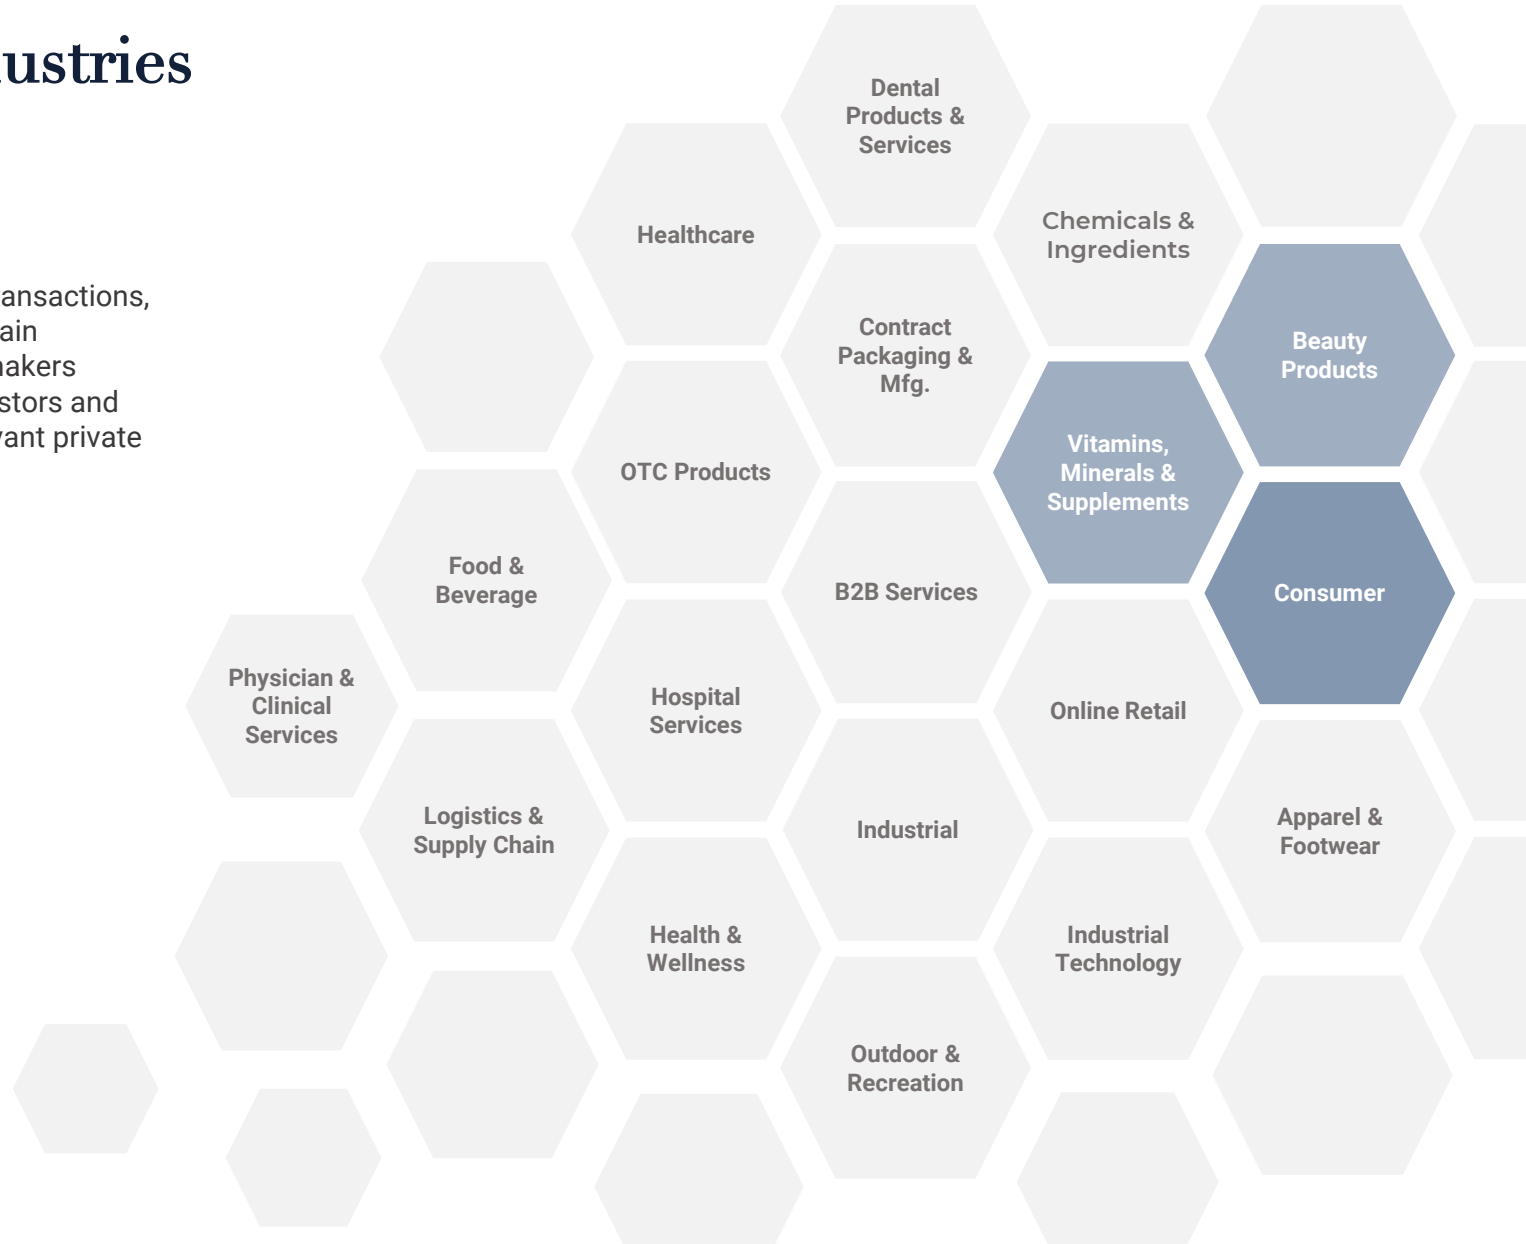 ustries
ansactions,
ain
nakers
stors and
vant private
Dental
Products &
Services
Healthcare
Chemicals &
Ingredients
Contract
Packaging &
Mfg.
Beauty
Products
OTC Products
Vitamins,
Minerals &
Supplements
Food &
Beverage
B2B Services
Consumer
Physician &
Clinical
Services
Hospital
Services
Online Retail
Logistics &
Supply Chain
Industrial
Apparel &
Footwear
Health &
Wellness
Industrial
Technology
Outdoor &
Recreation